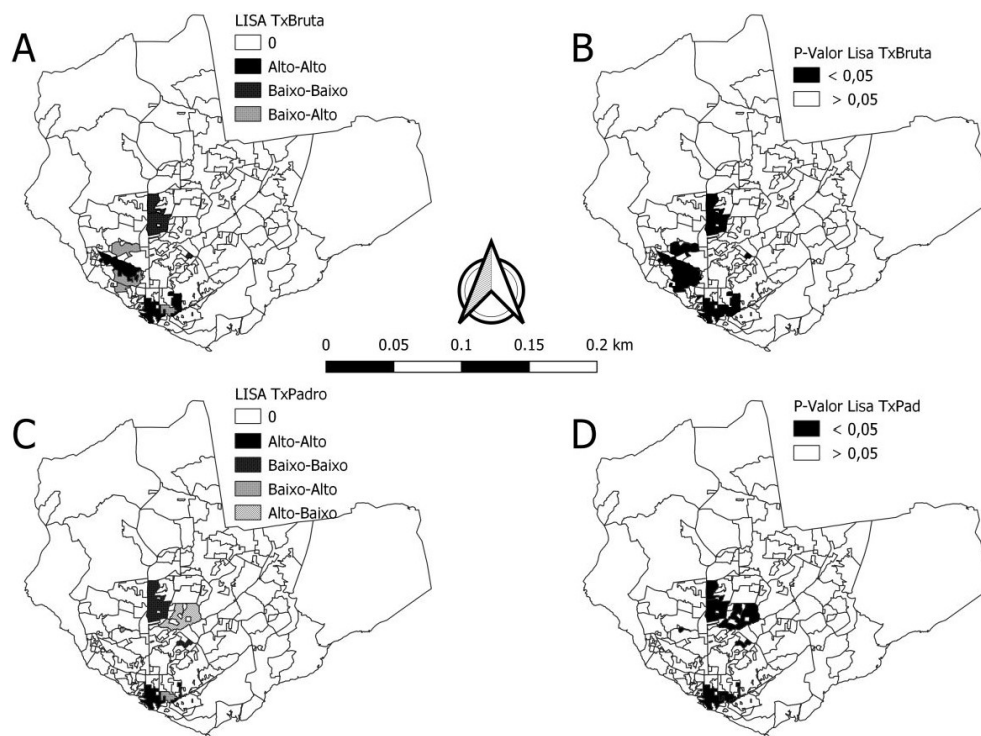 A
LISA TxBruta
0
Alto-Alto
Baixo-Baixo
Baixo-Alto
B
P-Valor Lisa TxBruta
< 0,05
> 0,05
0 0.05 0.1 0.15 0.2 km
C
LISA TxPadro
0
Alto-Alto
Baixo-Baixo
Baixo-Alto
Alto-Baixo
D
P-Valor Lisa TxPad
< 0,05
> 0,05